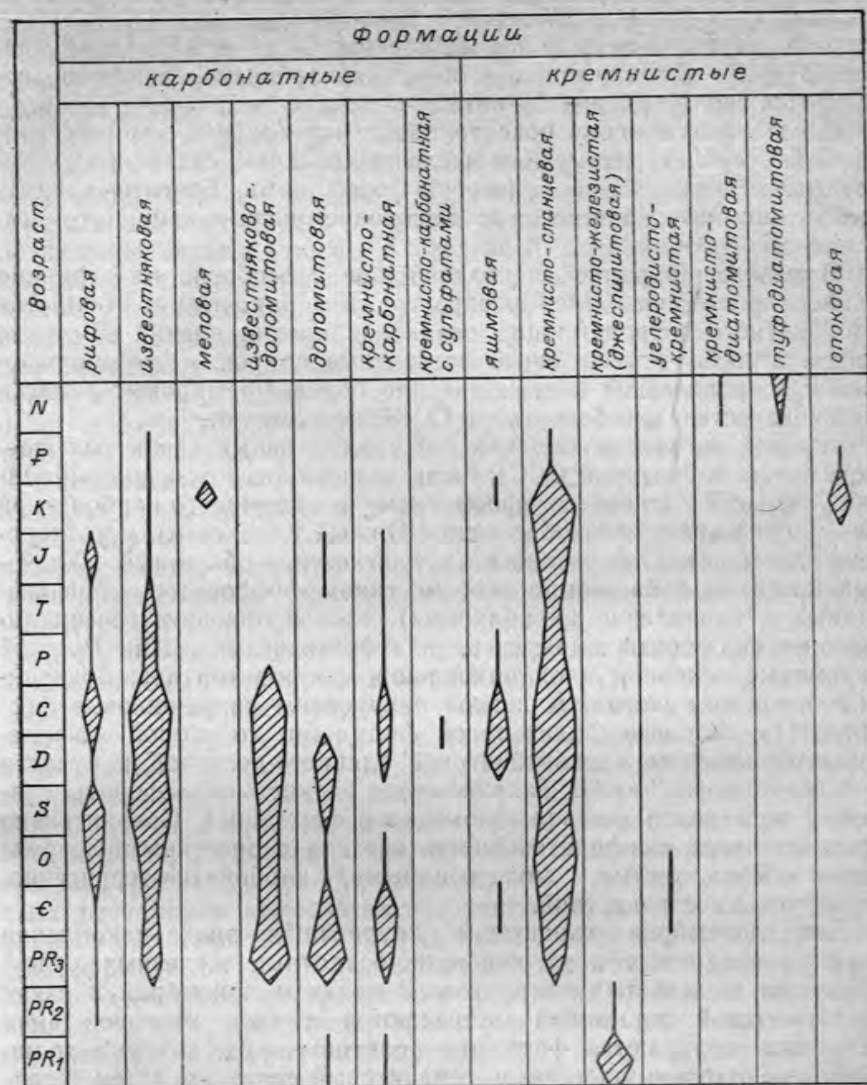 Формации
карбонатные
кремнистые
Возраст
рифовая
известняковая
меловая
известняково-
доломитовая
доломитовая
кремнисто-
карбонатная
кремнисто-карбонатная
с эвапоритами
яшмовая
кремнисто-сланцевая
кремнисто-железистая
(джеспилитовая)
углеродисто-
кремнистая
кремнисто-
диатомитовая
туфодиатомитовая
опоковая
N
P
K
J
T
P
C
D
S
O
Є
PR3
PR2
PR1